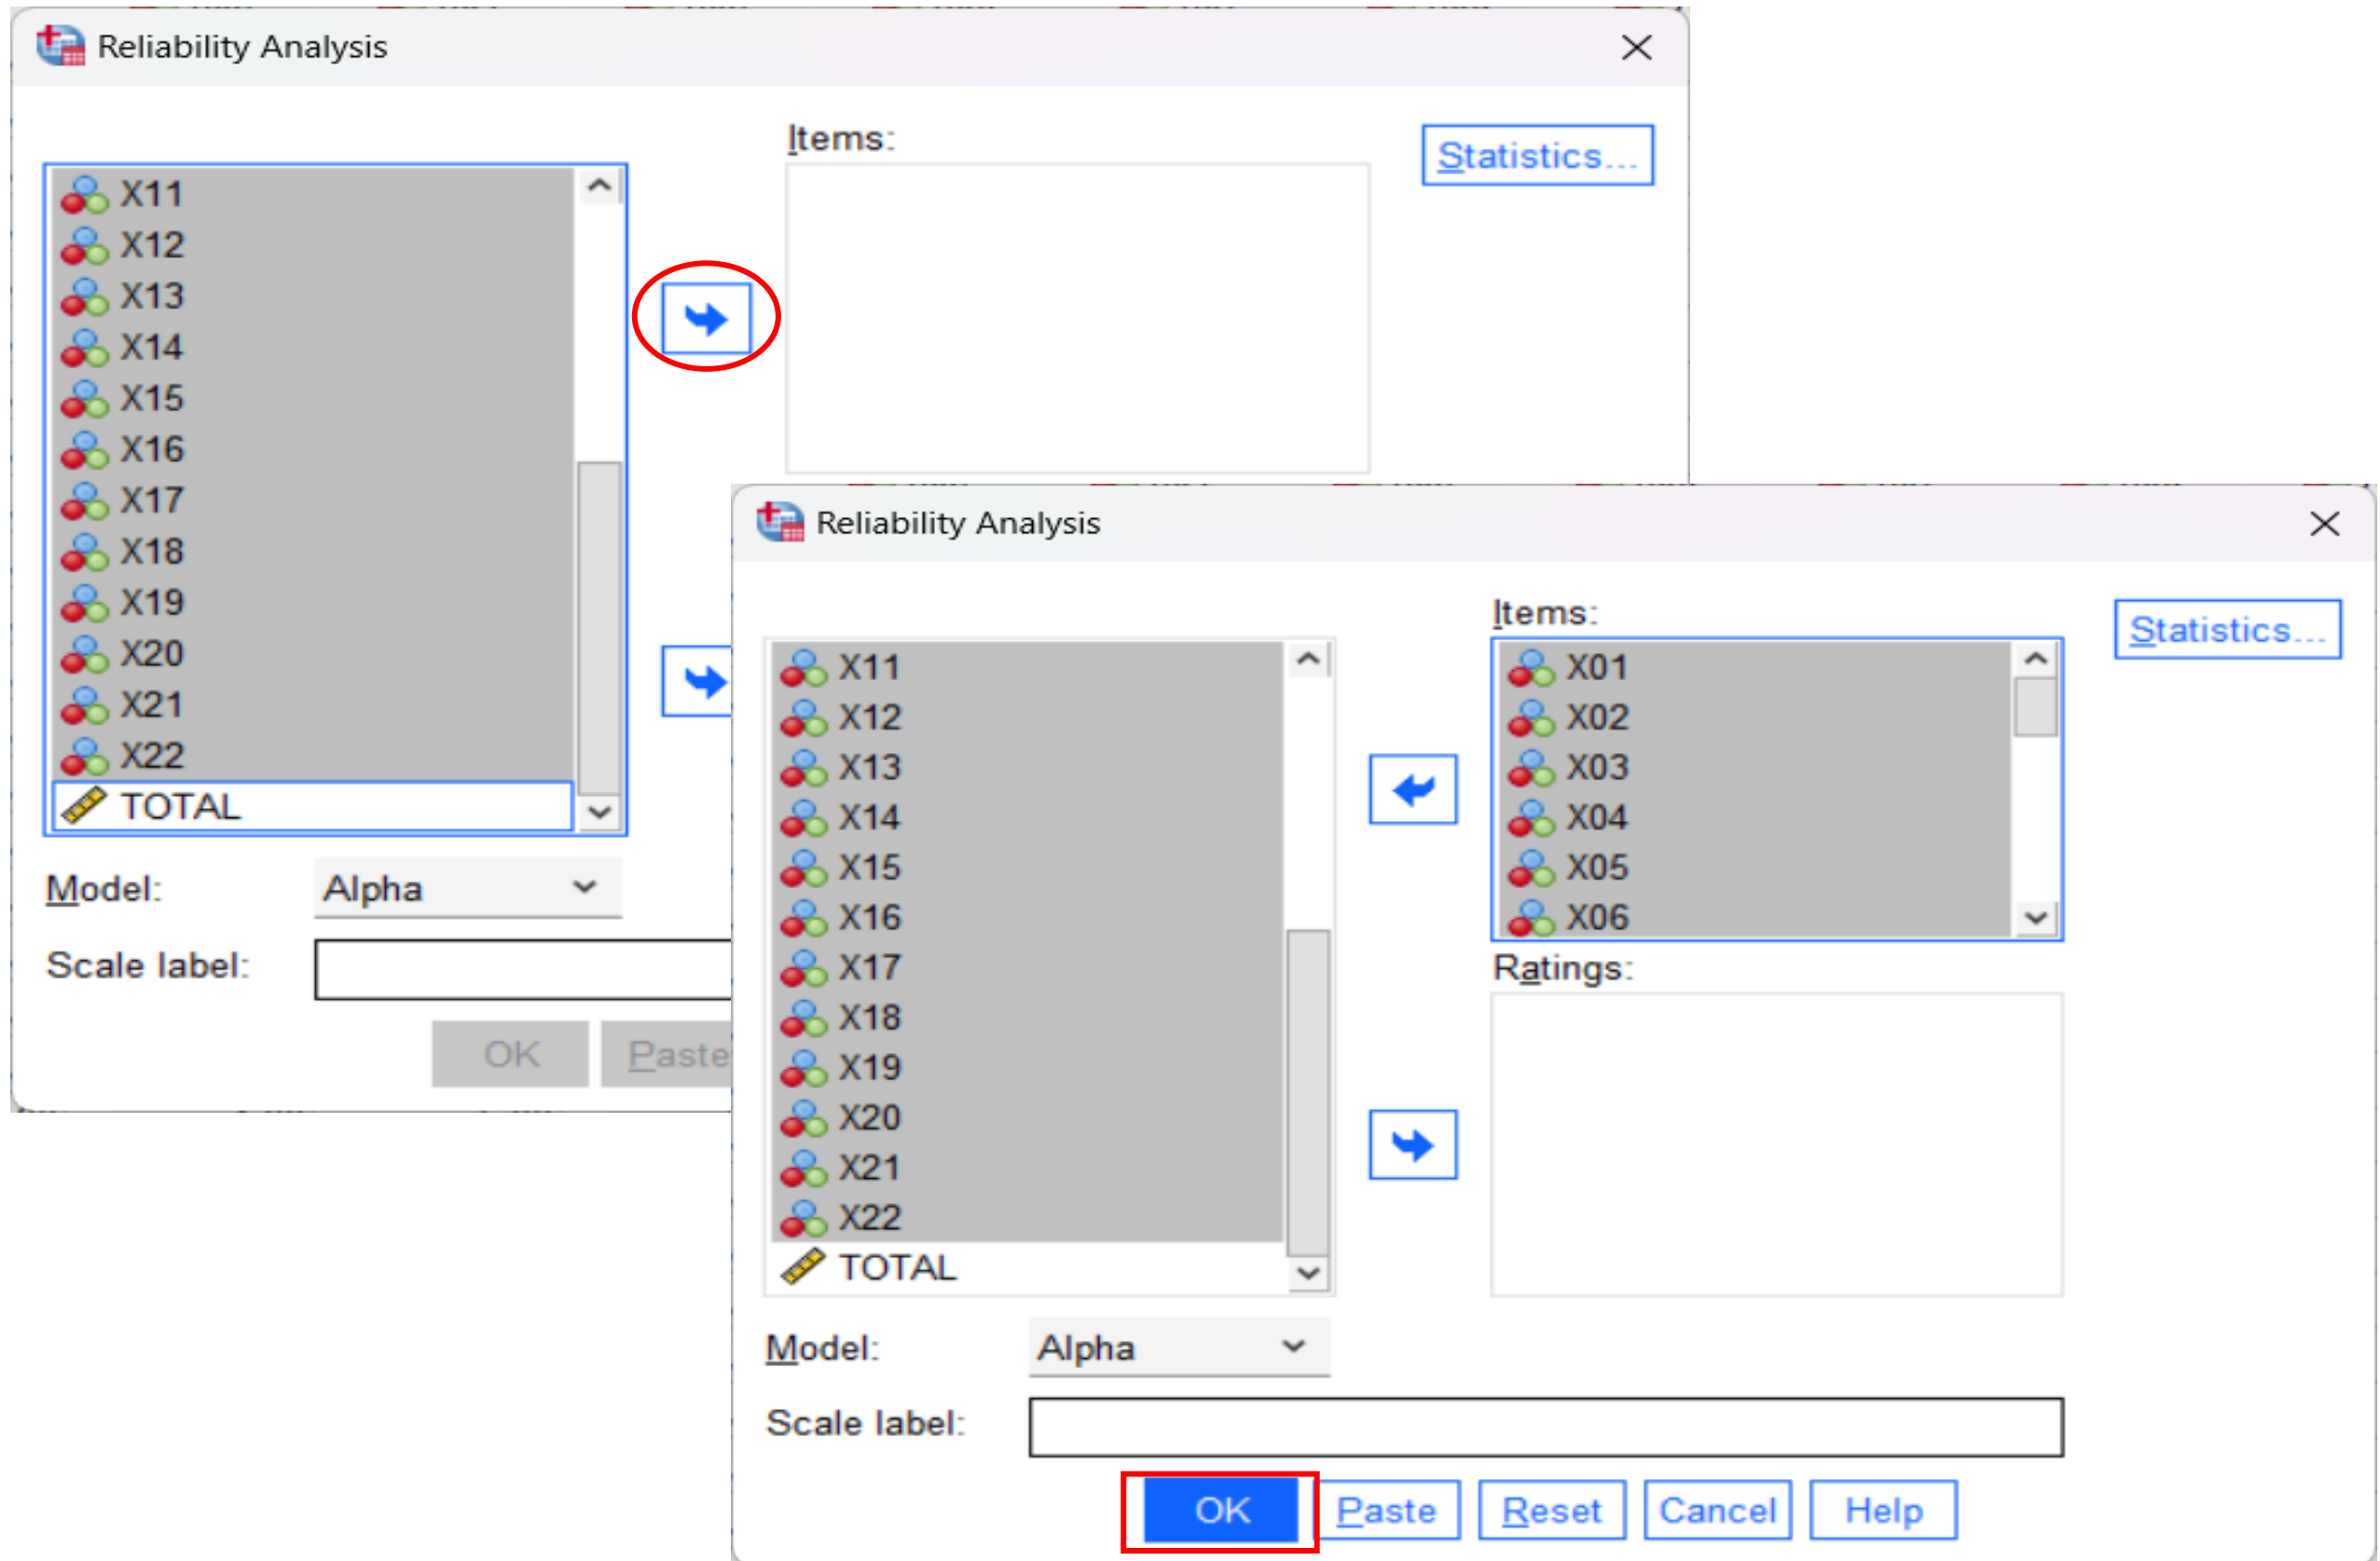 Reliability Analysis
Items:
Statistics...
X11
X12
X13
X14
X15
X16
X17
X18
X19
X20
X21
X22
TOTAL
Model:
Alpha
Scale label:
OK
Paste
Reliability Analysis
Items:
Statistics...
X11
X12
X13
X14
X15
X16
X17
X18
X19
X20
X21
X22
TOTAL
X01
X02
X03
X04
X05
X06
Ratings:
Model:
Alpha
Scale label:
OK
Paste
Reset
Cancel
Help